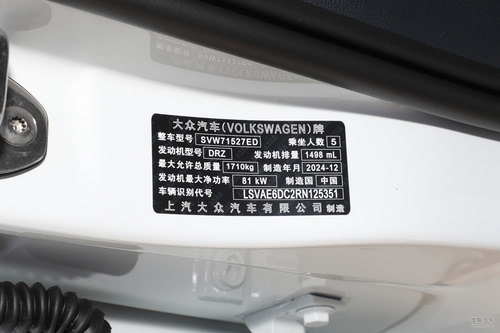 大众汽车(VOLKSWAGEN)牌
整车型号 SVW71527ED 乘坐人数 5
发动机型号 DRZ 发动机排量 1498 mL
最大允许总质量 1710kg 制造年月 2024-12
发动机最大净功率 81 kW 制造国 中国
车辆识别代号 LSVAE6DC2RN125351
上汽大众汽车有限公司 制造